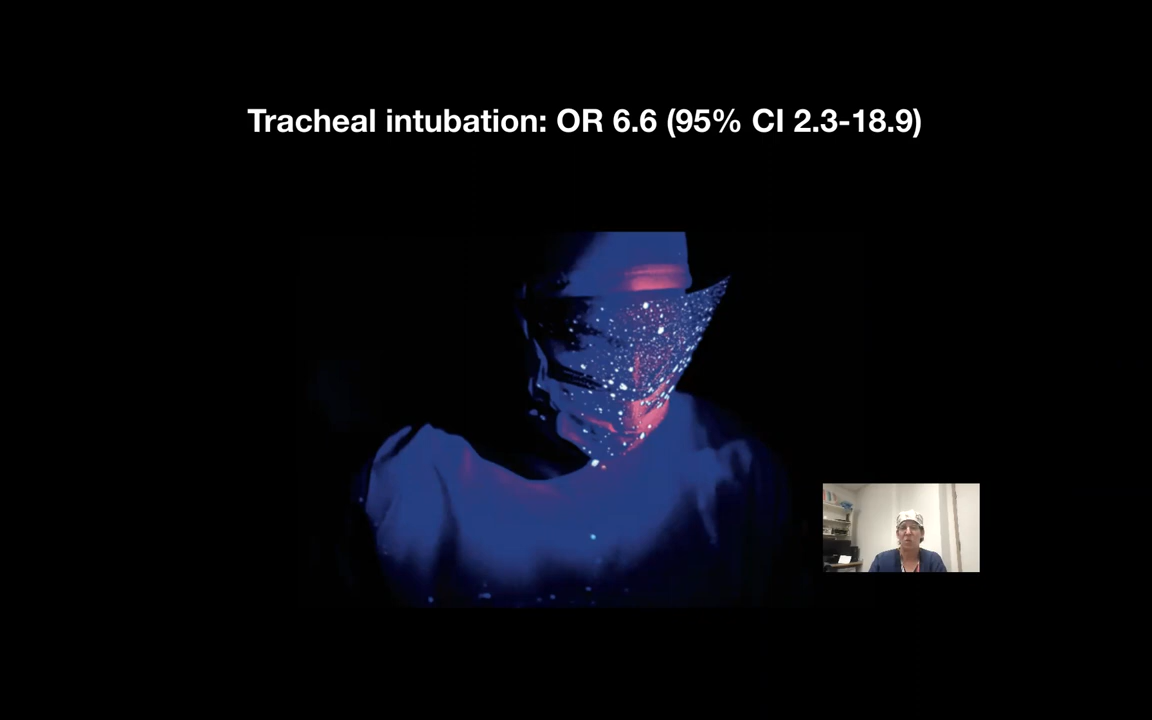 Tracheal intubation: OR 6.6 (95% CI 2.3-18.9)